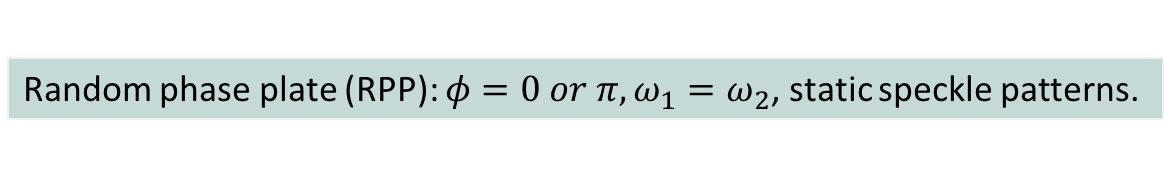 Random phase plate (RPP): ϕ = 0 or π, ω₁ = ω₂, static speckle patterns.